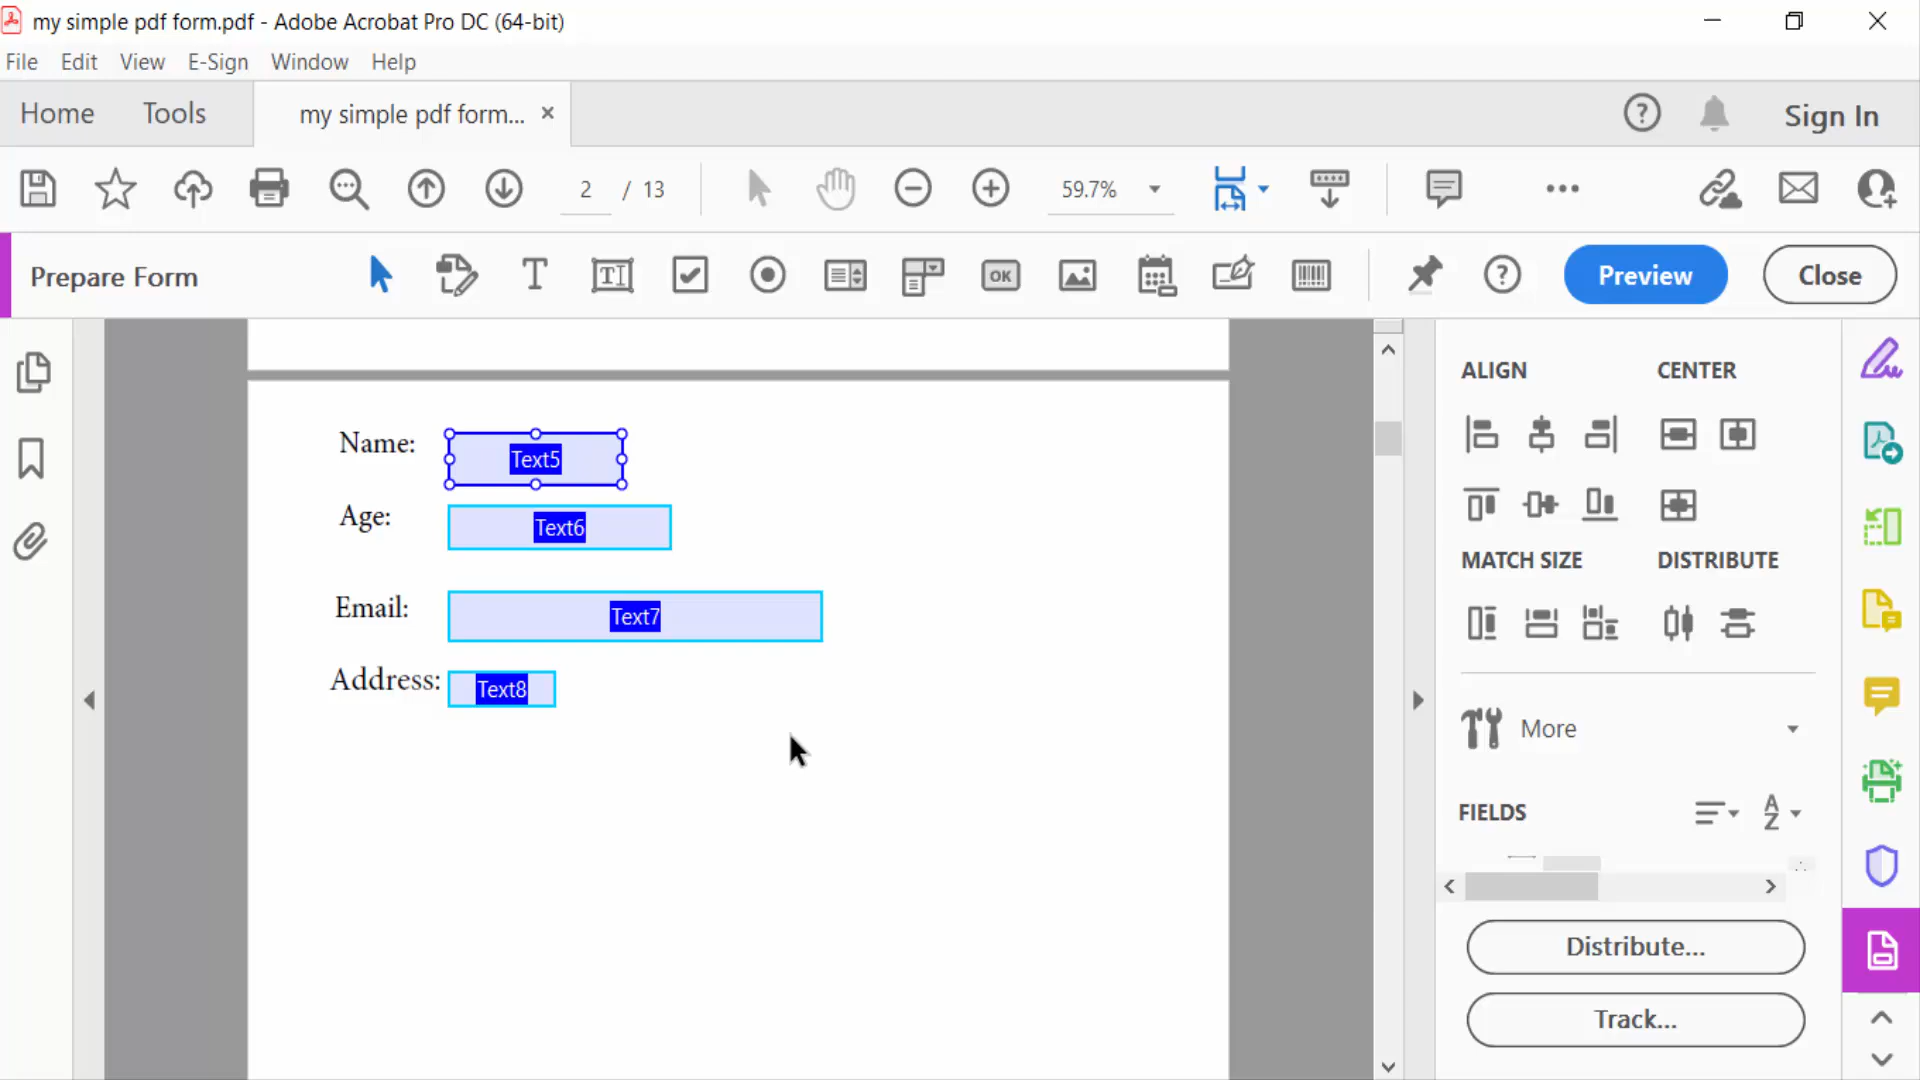 my simple pdf form.pdf - Adobe Acrobat Pro DC (64-bit)
File Edit View E-Sign Window Help
Home Tools my simple pdf form... × Sign In
2 / 13 59.7%
Prepare Form T TI OK Preview Close
ALIGN CENTER
Name: Text5
Age: Text6
MATCH SIZE DISTRIBUTE
Email: Text7
Address: Text8
More
FIELDS A Z
Distribute...
Track...